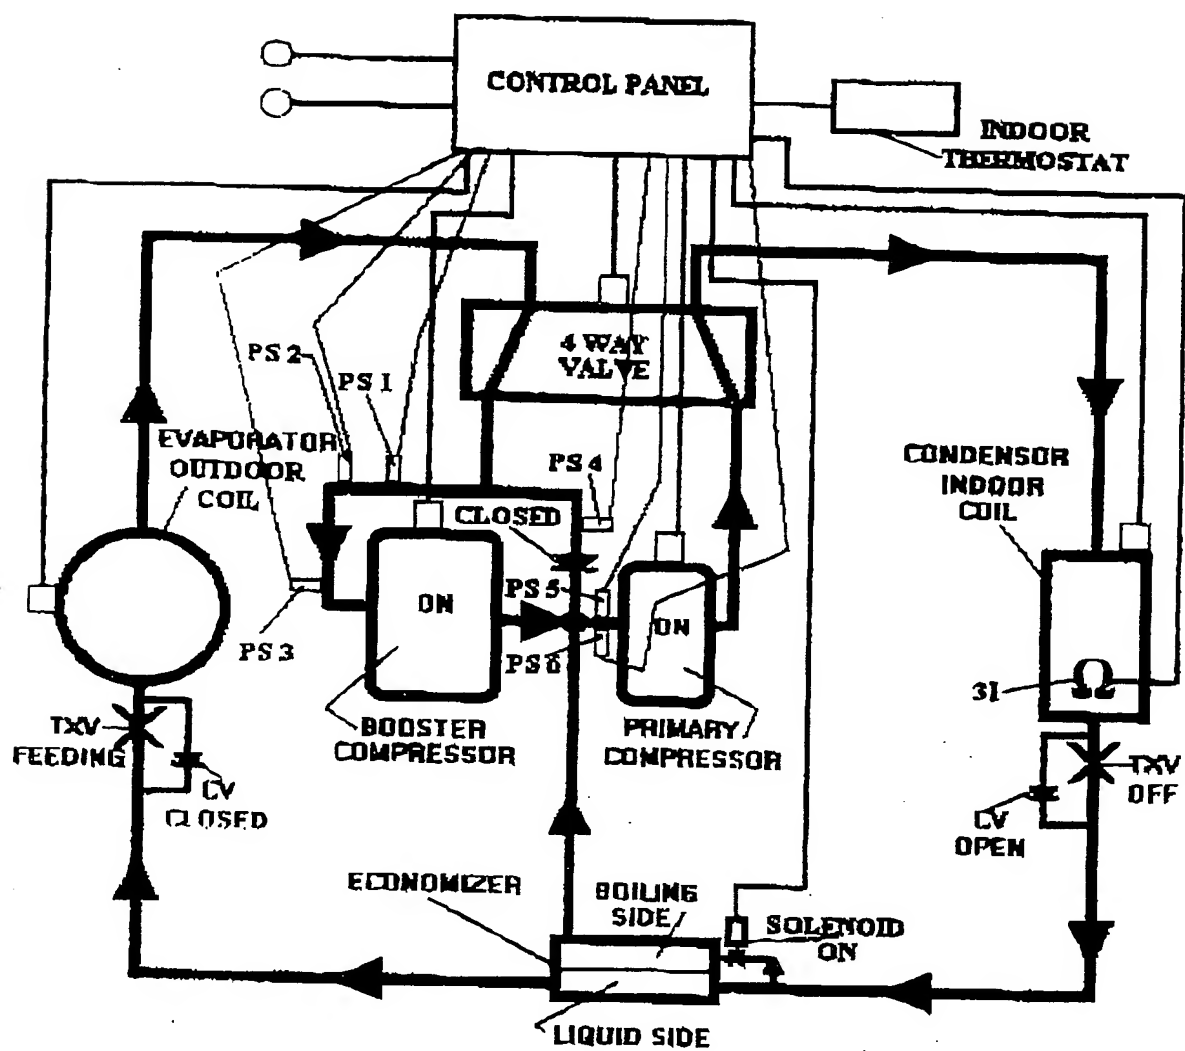 CONTROL PANEL
INDOOR
THERMOSTAT
4 WAY
VALVE
PS 2
PS 1
EVAPORATOR
OUTDOOR
COIL
PS 4
CLOSED
CONDENSOR
INDOOR
COIL
ON
PS 5
ON
PS 3
PS 6
31
TXV
FEEDING
BOOSTER
COMPRESSOR
PRIMARY
COMPRESSOR
TXV
OFF
CV
CLOSED
CV
OPEN
ECONOMIZER
BOILING
SIDE
SOLENOID
ON
LIQUID SIDE